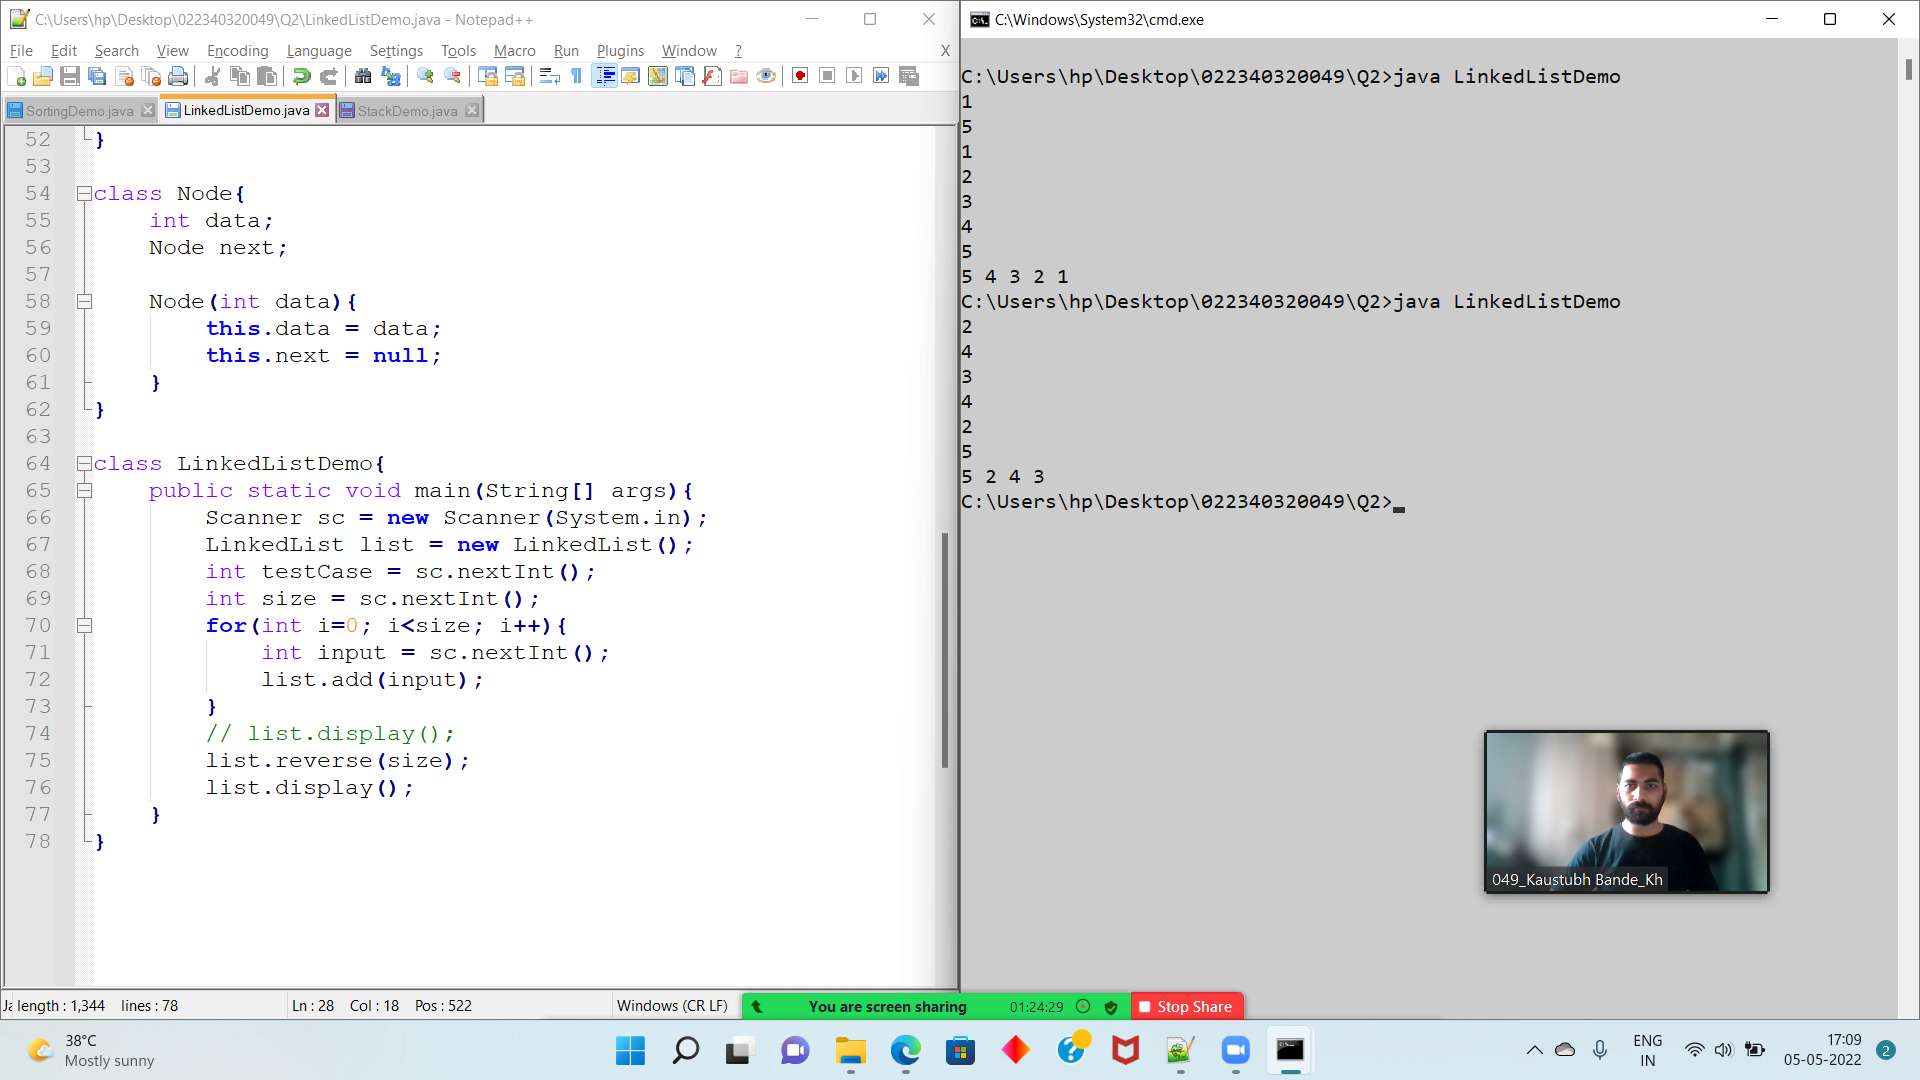 C:\Users\hp\Desktop\022340320049\Q2\LinkedListDemo.java - Notepad++
File Edit Search View Encoding Language Settings Tools Macro Run Plugins Window ? X
SortingDemo.java LinkedListDemo.java StackDemo.java
52 }
53
54 class Node{
55 int data;
56 Node next;
57
58 Node(int data){
59 this.data = data;
60 this.next = null;
61 }
62 }
63
64 class LinkedListDemo{
65 public static void main(String[] args){
66 Scanner sc = new Scanner(System.in);
67 LinkedList list = new LinkedList();
68 int testCase = sc.nextInt();
69 int size = sc.nextInt();
70 for(int i=0; i<size; i++){
71 int input = sc.nextInt();
72 list.add(input);
73 }
74 // list.display();
75 list.reverse(size);
76 list.display();
77 }
78 }
Ja length : 1,344 lines : 78 Ln : 28 Col : 18 Pos : 522 Windows (CR LF)
C:\Windows\System32\cmd.exe
C:\Users\hp\Desktop\022340320049\Q2>java LinkedListDemo
1
5
1
2
3
4
5
5 4 3 2 1
C:\Users\hp\Desktop\022340320049\Q2>java LinkedListDemo
2
4
3
4
2
5
5 2 4 3
C:\Users\hp\Desktop\022340320049\Q2>
049_Kaustubh Bande_Kh
You are screen sharing 01:24:29 Stop Share
38°C
Mostly sunny
ENG
IN
17:09
05-05-2022
2